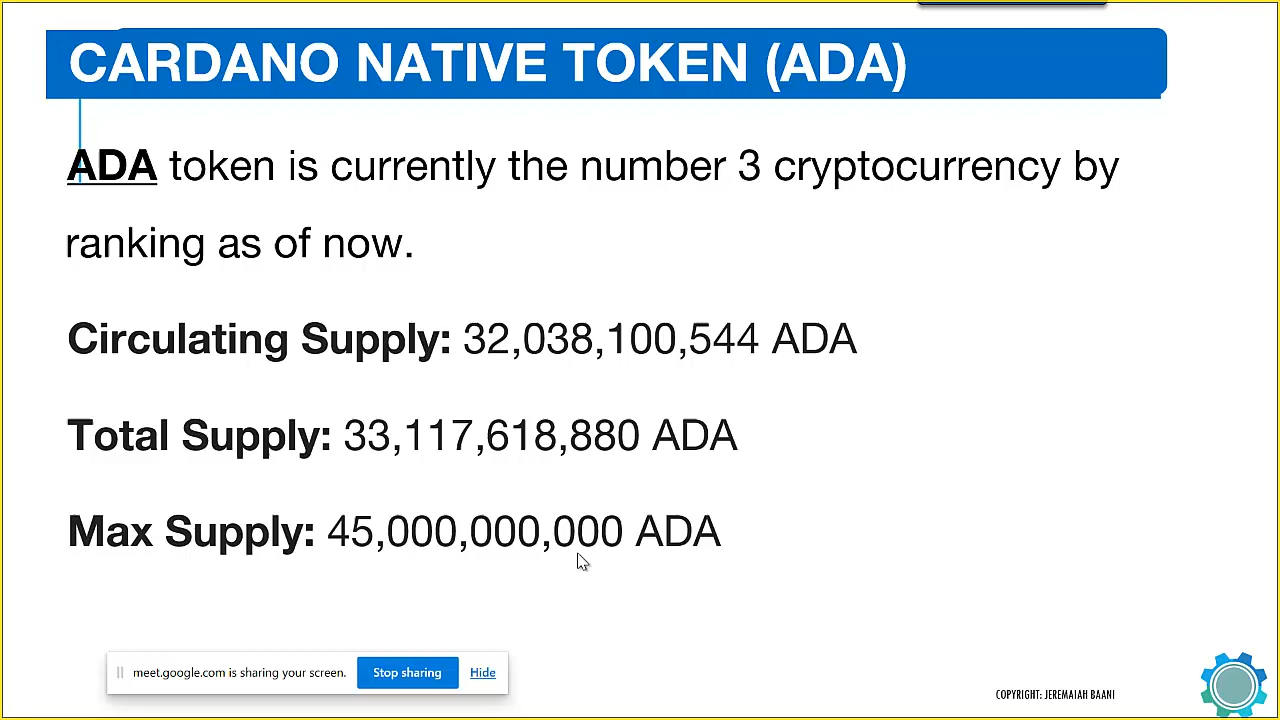 CARDANO NATIVE TOKEN (ADA)
ADA token is currently the number 3 cryptocurrency by
ranking as of now.
Circulating Supply: 32,038,100,544 ADA
Total Supply: 33,117,618,880 ADA
Max Supply: 45,000,000,000 ADA
meet.google.com is sharing your screen. Stop sharing Hide
COPYRIGHT: JEREMAIAH BAANI